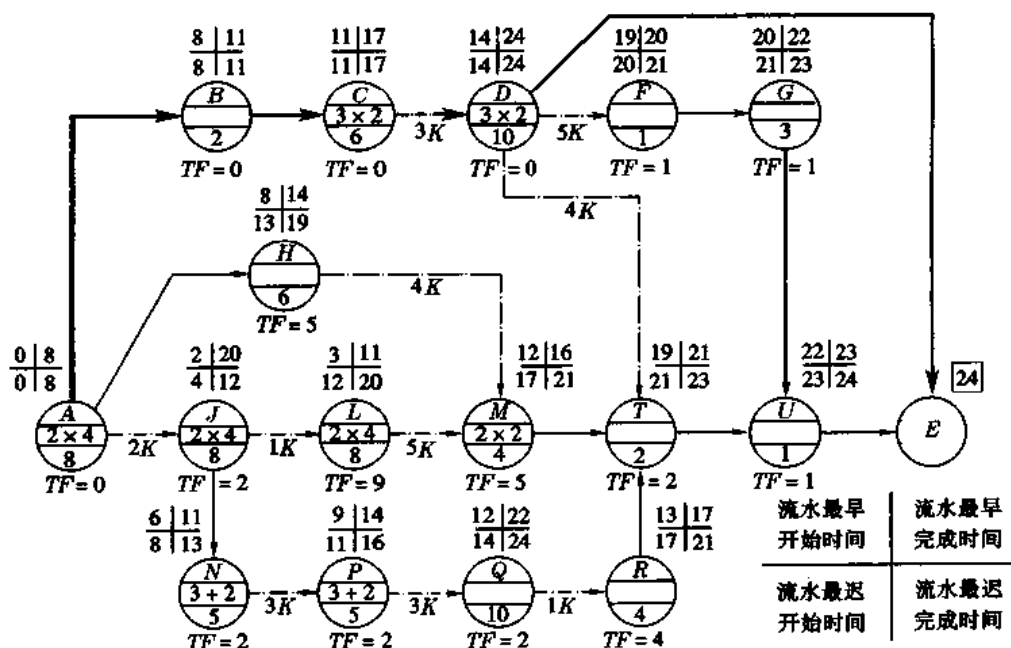 8 | 11
8 | 11
11 | 17
11 | 17
14 | 24
14 | 24
19 | 20
20 | 21
20 | 22
21 | 23
B
2
TF=0
C
3×2
6
TF=0
3K
D
3×2
10
TF=0
5K
F
1
TF=1
G
3
TF=1
4K
8 | 14
13 | 19
H
6
TF=5
4K
0 | 8
0 | 8
2 | 20
4 | 12
3 | 11
12 | 20
12 | 16
17 | 21
19 | 21
21 | 23
22 | 23
23 | 24
24
A
2×4
8
TF=0
2K
J
2×4
8
TF=2
1K
L
2×4
8
TF=9
5K
M
2×2
4
TF=5
T
2
TF=2
U
1
TF=1
E
6 | 11
8 | 13
9 | 14
11 | 16
12 | 22
14 | 24
13 | 17
17 | 21
N
3+2
5
TF=2
3K
P
3+2
5
TF=2
3K
Q
10
TF=2
1K
R
4
TF=4
流水最早 流水最早
开始时间 完成时间
流水最迟 流水最迟
开始时间 完成时间